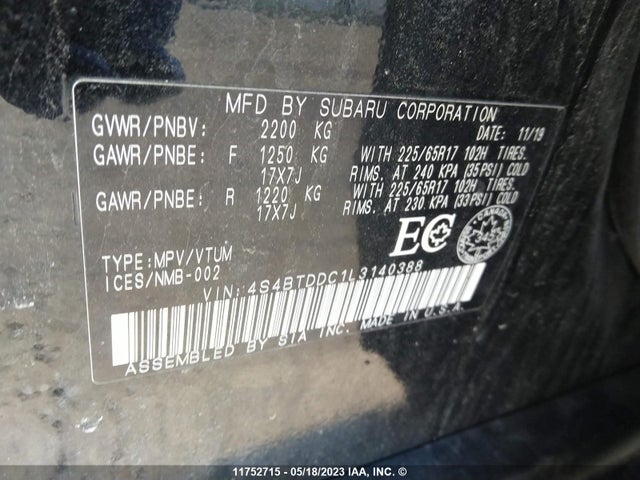 MFD BY SUBARU CORPORATION
GVWR/PNBV: 2200 KG DATE: 11/19
GAWR/PNBE: F 1250 KG WITH 225/65R17 102H TIRES.
17X7J RIMS. AT 240 KPA (35PSI) COLD
GAWR/PNBE: R 1220 KG WITH 225/65R17 102H TIRES.
17X7J RIMS. AT 230 KPA (33PSI) COLD
EC
TYPE:MPV/VTUM
ICES/NMB-002
VIN:4S4BTDDC1L3140388
ASSEMBLED BY SIA INC. MADE IN U.S.A.
11752715 - 05/18/2023 IAA, INC. ©